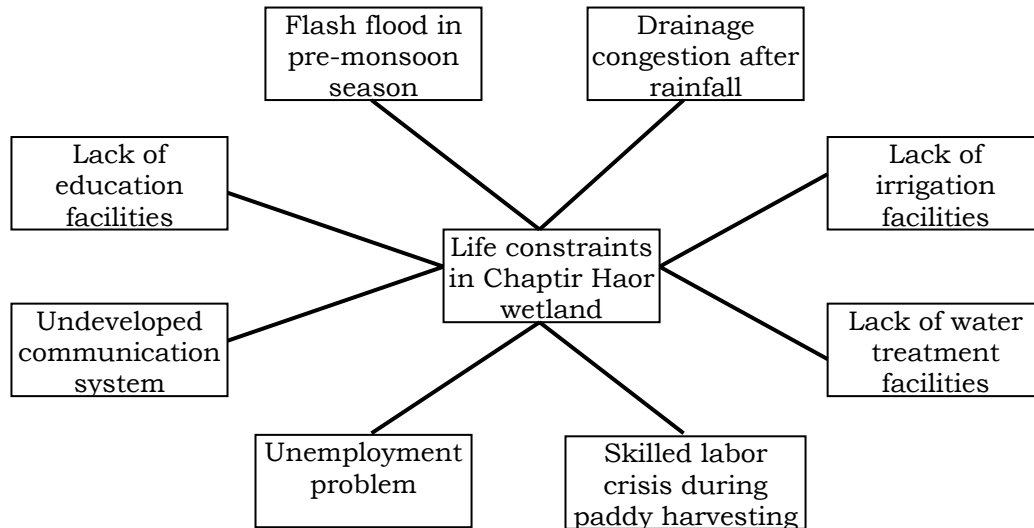 Flash flood in
pre-monsoon
season
Drainage
congestion after
rainfall
Lack of
education
facilities
Lack of
irrigation
facilities
Life constraints
in Chaptir Haor
wetland
Undeveloped
communication
system
Lack of water
treatment
facilities
Unemployment
problem
Skilled labor
crisis during
paddy harvesting